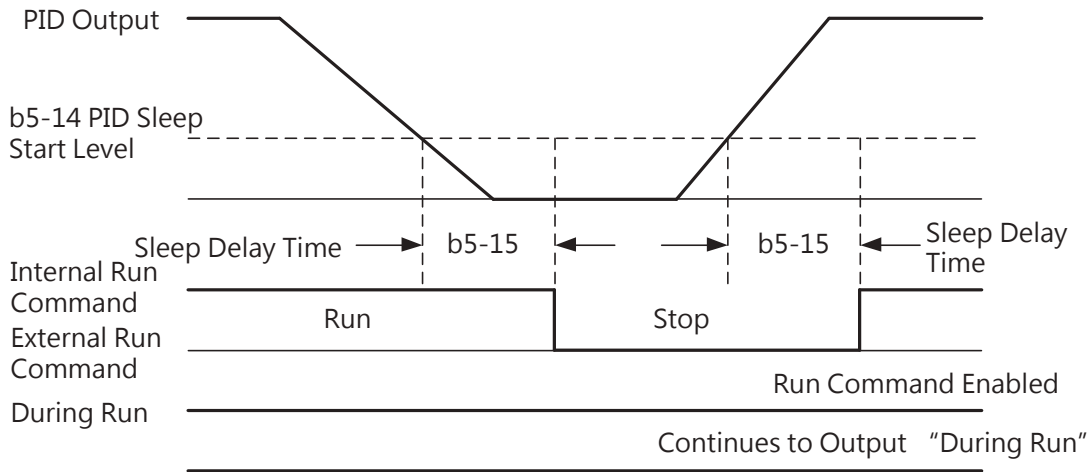 PID Output
b5-14 PID Sleep
Start Level
Sleep Delay Time
b5-15
b5-15
Sleep Delay
Time
Internal Run
Command
Run
Stop
External Run
Command
Run Command Enabled
During Run
Continues to Output “During Run”